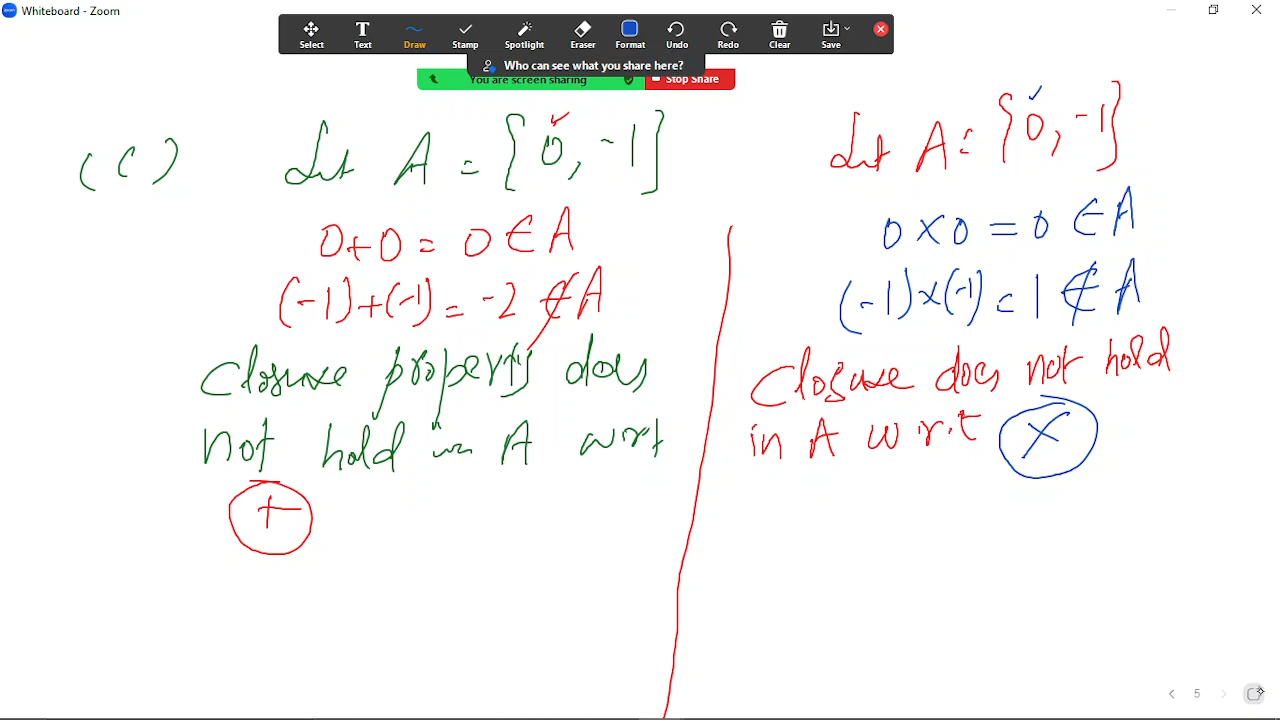 Whiteboard - Zoom
Select Text Draw Stamp Spotlight Eraser Format Undo Redo Clear Save
Who can see what you share here?
You are screen sharing Stop Share
(C) Let A = {0, -1}
0+0 = 0 ∈ A
(-1)+(-1) = -2 ∉ A
Closure property does
not hold in A wrt
+
Let A = {0, -1}
0 × 0 = 0 ∈ A
(-1)×(-1) = 1 ∉ A
Closure does not hold
in A w.r.t ×
5